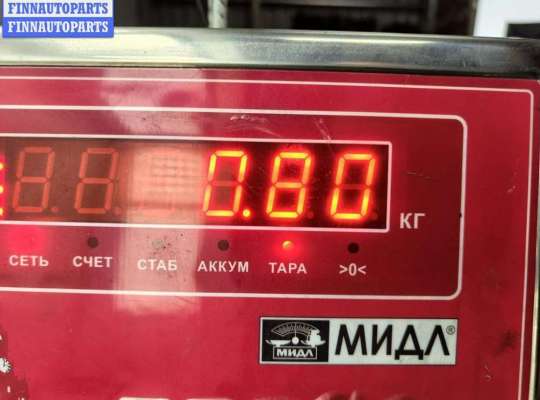 FINNAUTOPARTS
FINNAUTOPARTS
0.80 КГ
СЕТЬ СЧЕТ СТАБ АККУМ ТАРА >0<
МИДЛ МИДЛ®